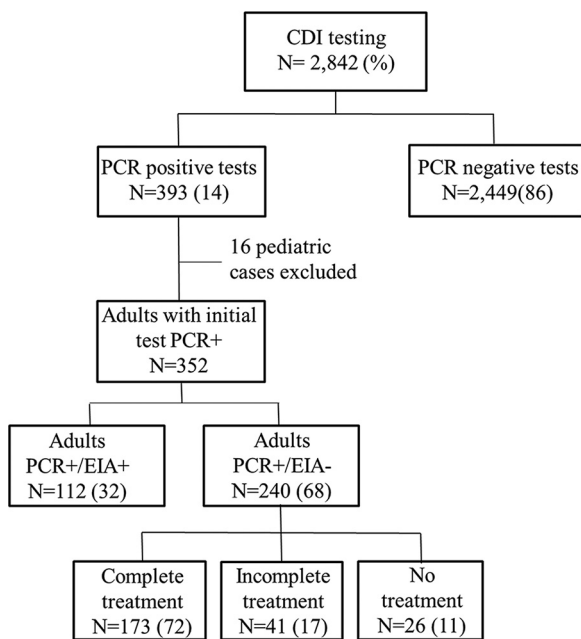 CDI testing
N= 2,842 (%)
PCR positive tests
N=393 (14)
PCR negative tests
N=2,449(86)
16 pediatric
cases excluded
Adults with initial
test PCR+
N=352
Adults
PCR+/EIA+
N=112 (32)
Adults
PCR+/EIA-
N=240 (68)
Complete
treatment
N=173 (72)
Incomplete
treatment
N=41 (17)
No
treatment
N=26 (11)